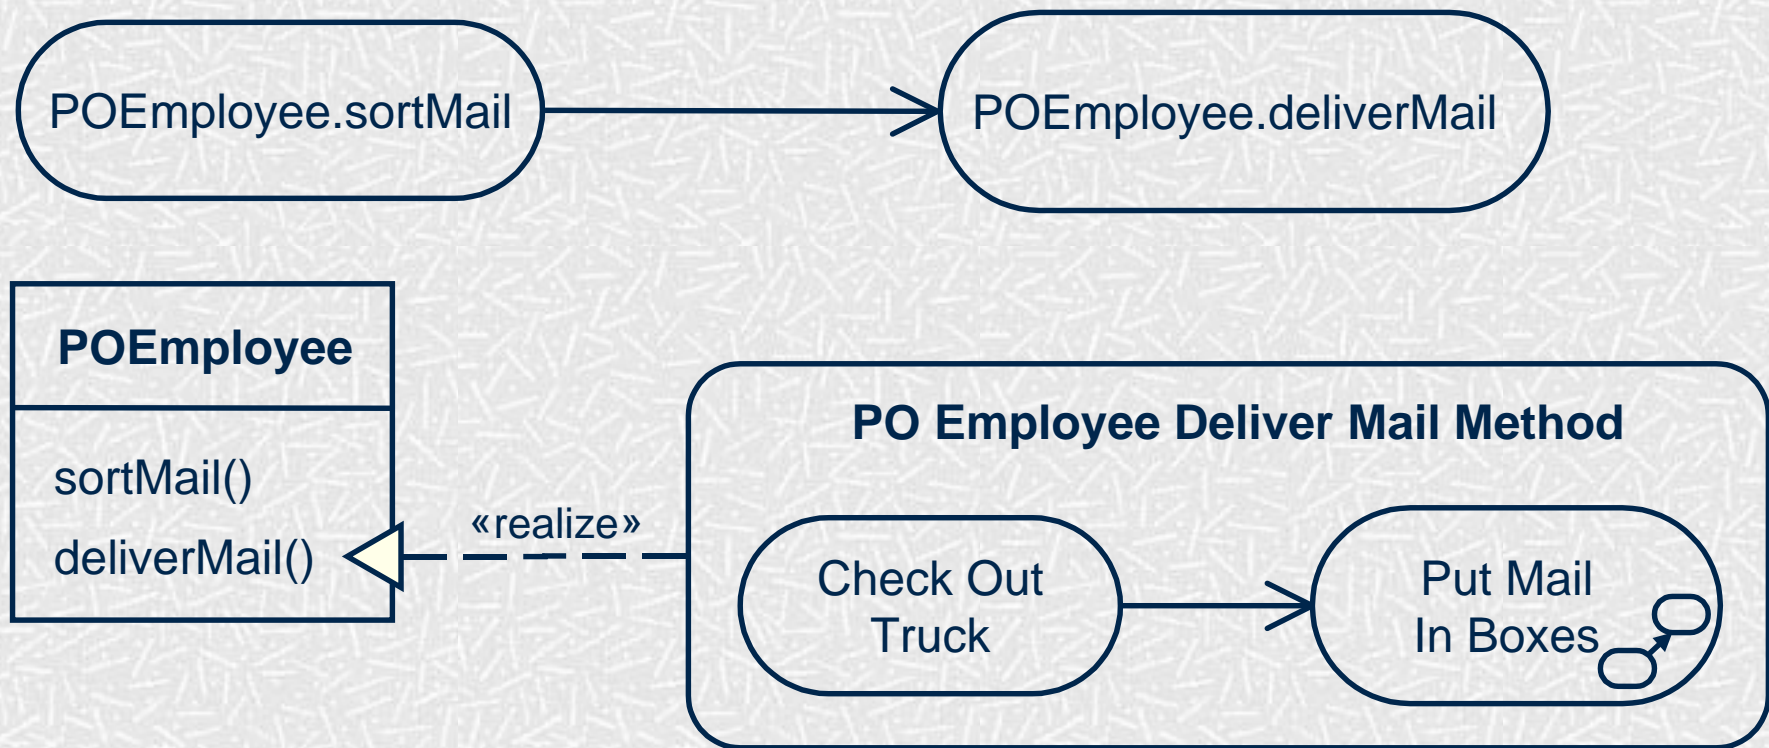 POEmployee.sortMail
POEmployee.deliverMail
POEmployee
sortMail()
deliverMail()
«realize»
PO Employee Deliver Mail Method
Check Out
Truck
Put Mail
In Boxes